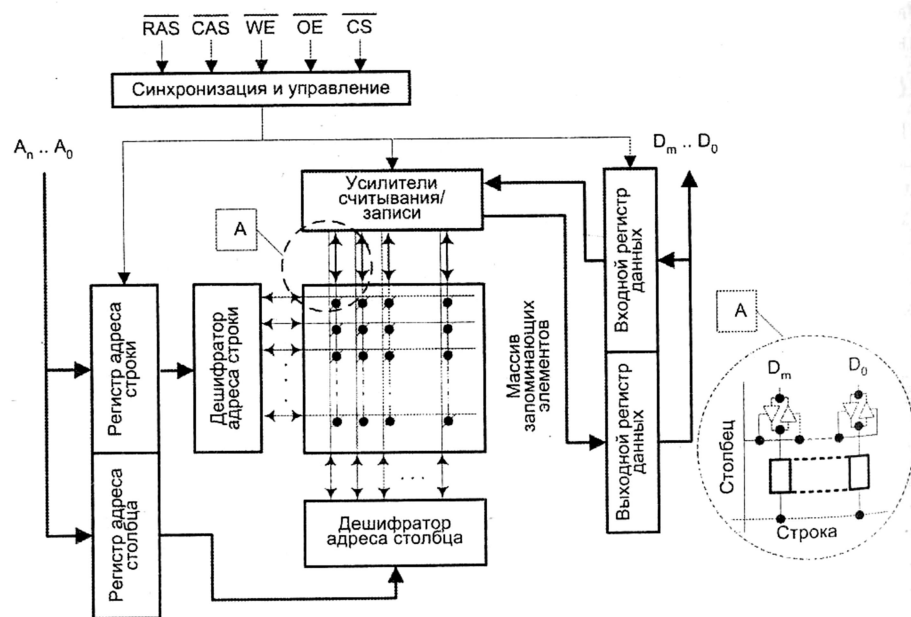 RAS CAS WE OE CS
Синхронизация и управление
Aₙ .. A₀
Dₘ .. D₀
Усилители
считывания/
записи
A
Регистр адреса
строки
Дешифратор
адреса строки
Массив
запоминающих
элементов
Входной регистр
данных
Выходной регистр
данных
Регистр адреса
столбца
Дешифратор
адреса столбца
A
Dₘ
D₀
Столбец
Строка